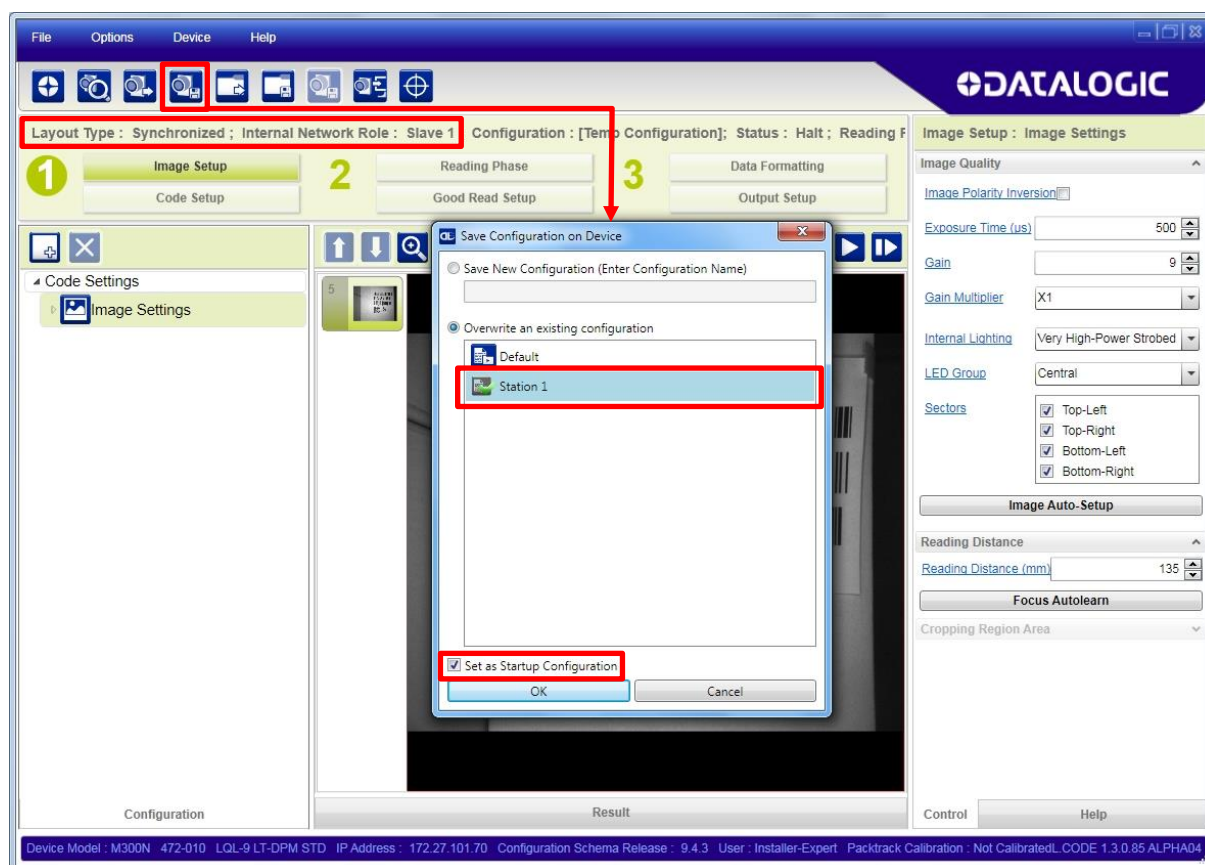 File Options Device Help
DATALOGIC
Layout Type : Synchronized ; Internal Network Role : Slave 1 Configuration : [Temp Configuration]; Status : Halt ; Reading F
Image Setup : Image Settings
1 Image Setup 2 Reading Phase 3 Data Formatting
Code Setup Good Read Setup Output Setup
Code Settings
Image Settings
5
Save Configuration on Device
Save New Configuration (Enter Configuration Name)
Overwrite an existing configuration
Default
Station 1
Set as Startup Configuration
OK Cancel
Image Quality
Image Polarity Inversion
Exposure Time (us) 500
Gain 9
Gain Multiplier X1
Internal Lighting Very High-Power Strobed
LED Group Central
Sectors Top-Left
Top-Right
Bottom-Left
Bottom-Right
Image Auto-Setup
Reading Distance
Reading Distance (mm) 135
Focus Autolearn
Cropping Region Area
Configuration Result Control Help
Device Model : M300N 472-010 LQL-9 LT-DPM STD IP Address : 172.27.101.70 Configuration Schema Release : 9.4.3 User : Installer-Expert Packtrack Calibration : Not CalibratedL.CODE 1.3.0.85 ALPHA04